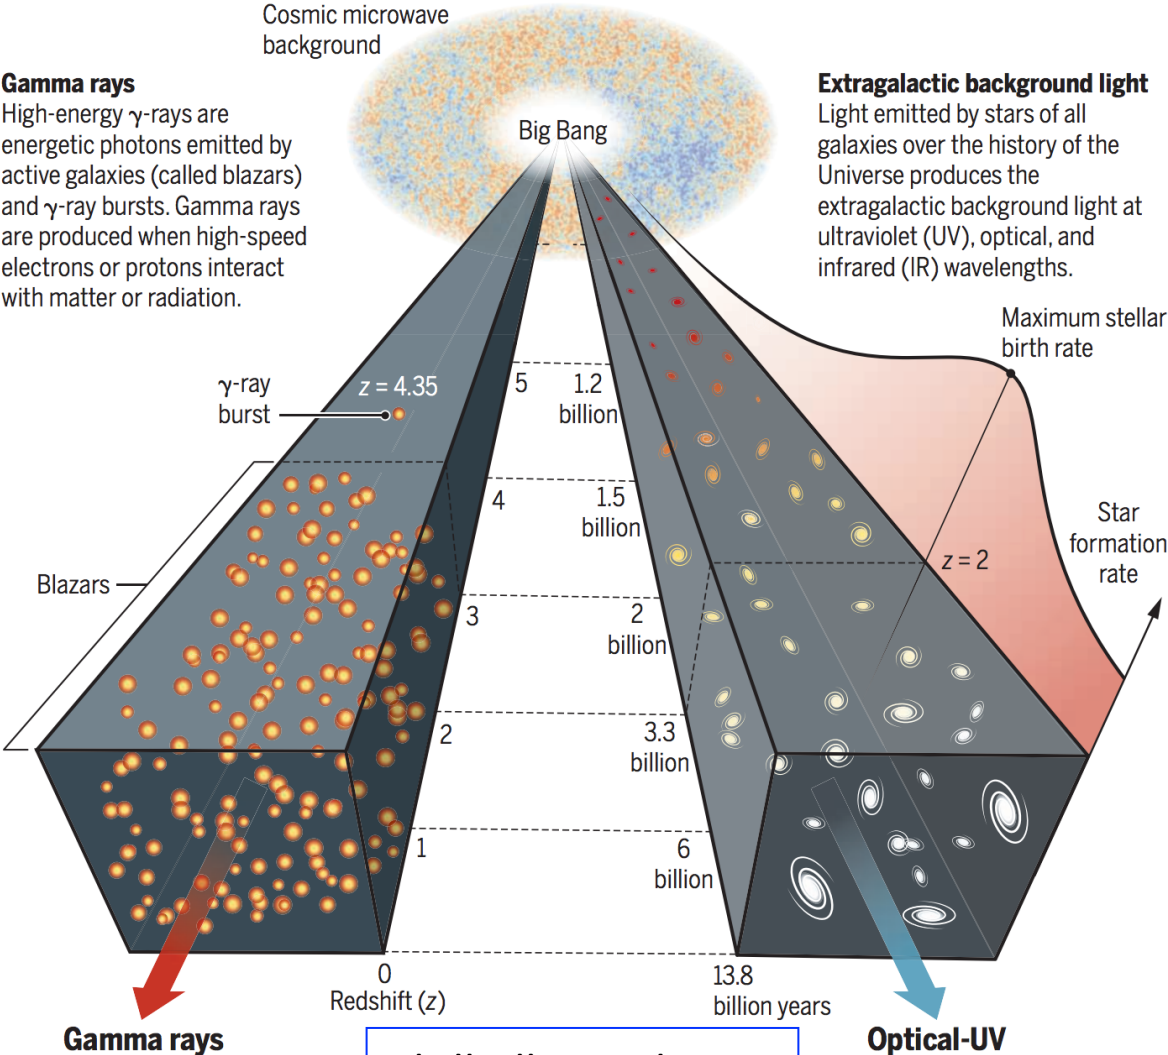 Cosmic microwave
background
Gamma rays
High-energy γ-rays are
energetic photons emitted by
active galaxies (called blazars)
and γ-ray bursts. Gamma rays
are produced when high-speed
electrons or protons interact
with matter or radiation.
Big Bang
Extragalactic background light
Light emitted by stars of all
galaxies over the history of the
Universe produces the
extragalactic background light at
ultraviolet (UV), optical, and
infrared (IR) wavelengths.
Maximum stellar
birth rate
γ-ray
burst
z = 4.35
5
1.2
billion
4
1.5
billion
Star
formation
rate
z = 2
Blazars
3
2
billion
2
3.3
billion
1
6
billion
0
Redshift (z)
13.8
billion years
Gamma rays
Optical-UV